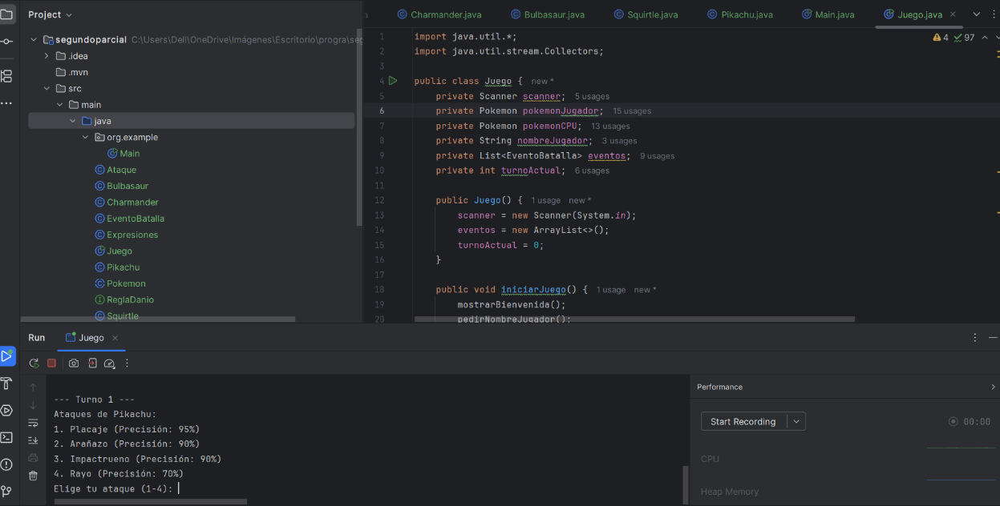 Project
Charmander.java
Bulbasaur.java
Squirtle.java
Pikachu.java
Main.java
Juego.java
segundoparcial C:\Users\Dell\OneDrive\Imágenes\Escritorio\progra\seg
.idea
.mvn
src
main
java
org.example
Main
Ataque
Bulbasaur
Charmander
EventoBatalla
Expresiones
Juego
Pikachu
Pokemon
ReglaDanio
Squirtle
4 97
1 import java.util.*;
2 import java.util.stream.Collectors;
3
4 public class Juego { new *
5 private Scanner scanner; 5 usages
6 private Pokemon pokemonJugador; 15 usages
7 private Pokemon pokemonCPU; 13 usages
8 private String nombreJugador; 3 usages
9 private List<EventoBatalla> eventos; 9 usages
10 private int turnoActual; 6 usages
11
12 public Juego() { 1 usage new *
13 scanner = new Scanner(System.in);
14 eventos = new ArrayList<>();
15 turnoActual = 0;
16 }
17
18 public void iniciarJuego() { 1 usage new *
19 mostrarBienvenida();
20 pedirNombreJugador();
Run Juego
--- Turno 1 ---
Ataques de Pikachu:
1. Placaje (Precisión: 95%)
2. Arañazo (Precisión: 90%)
3. Impactrueno (Precisión: 90%)
4. Rayo (Precisión: 70%)
Elige tu ataque (1-4):
Performance
Start Recording
00:00
CPU
Heap Memory